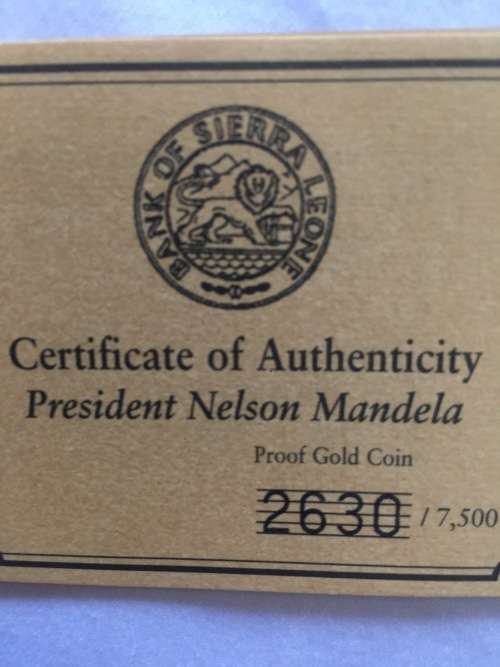 BANK OF SIERRA LEONE
Certificate of Authenticity
President Nelson Mandela
Proof Gold Coin
2630 / 7,500